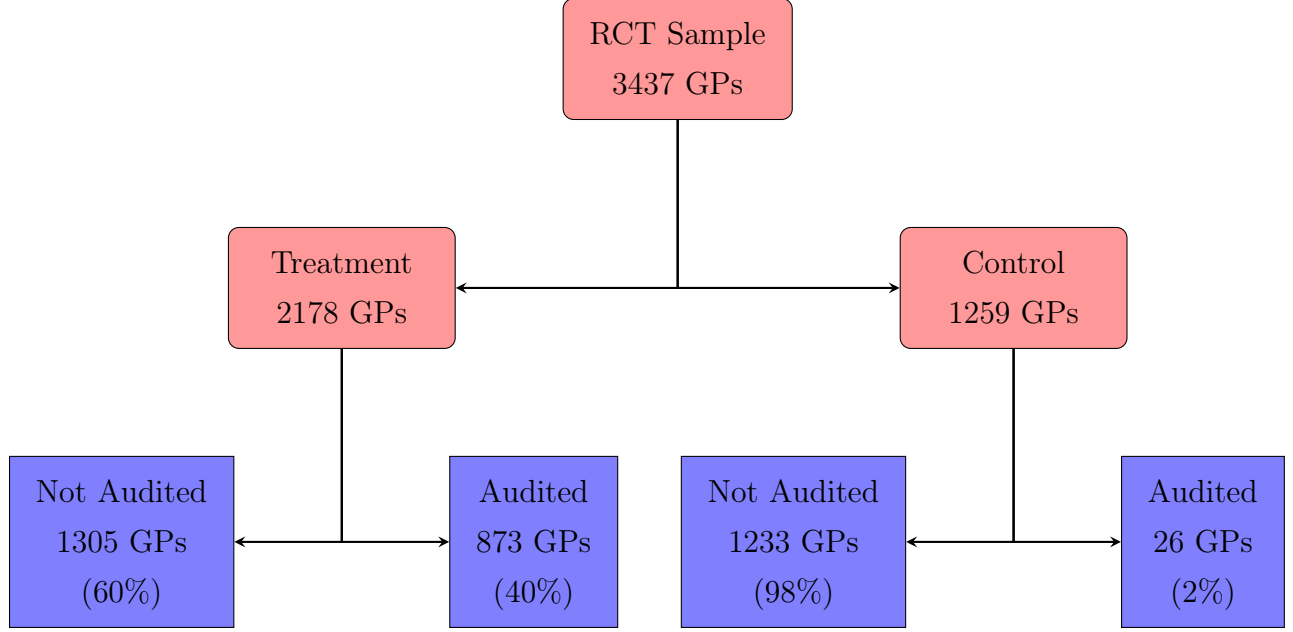 RCT Sample
3437 GPs
Treatment
2178 GPs
Control
1259 GPs
Not Audited
1305 GPs
(60%)
Audited
873 GPs
(40%)
Not Audited
1233 GPs
(98%)
Audited
26 GPs
(2%)